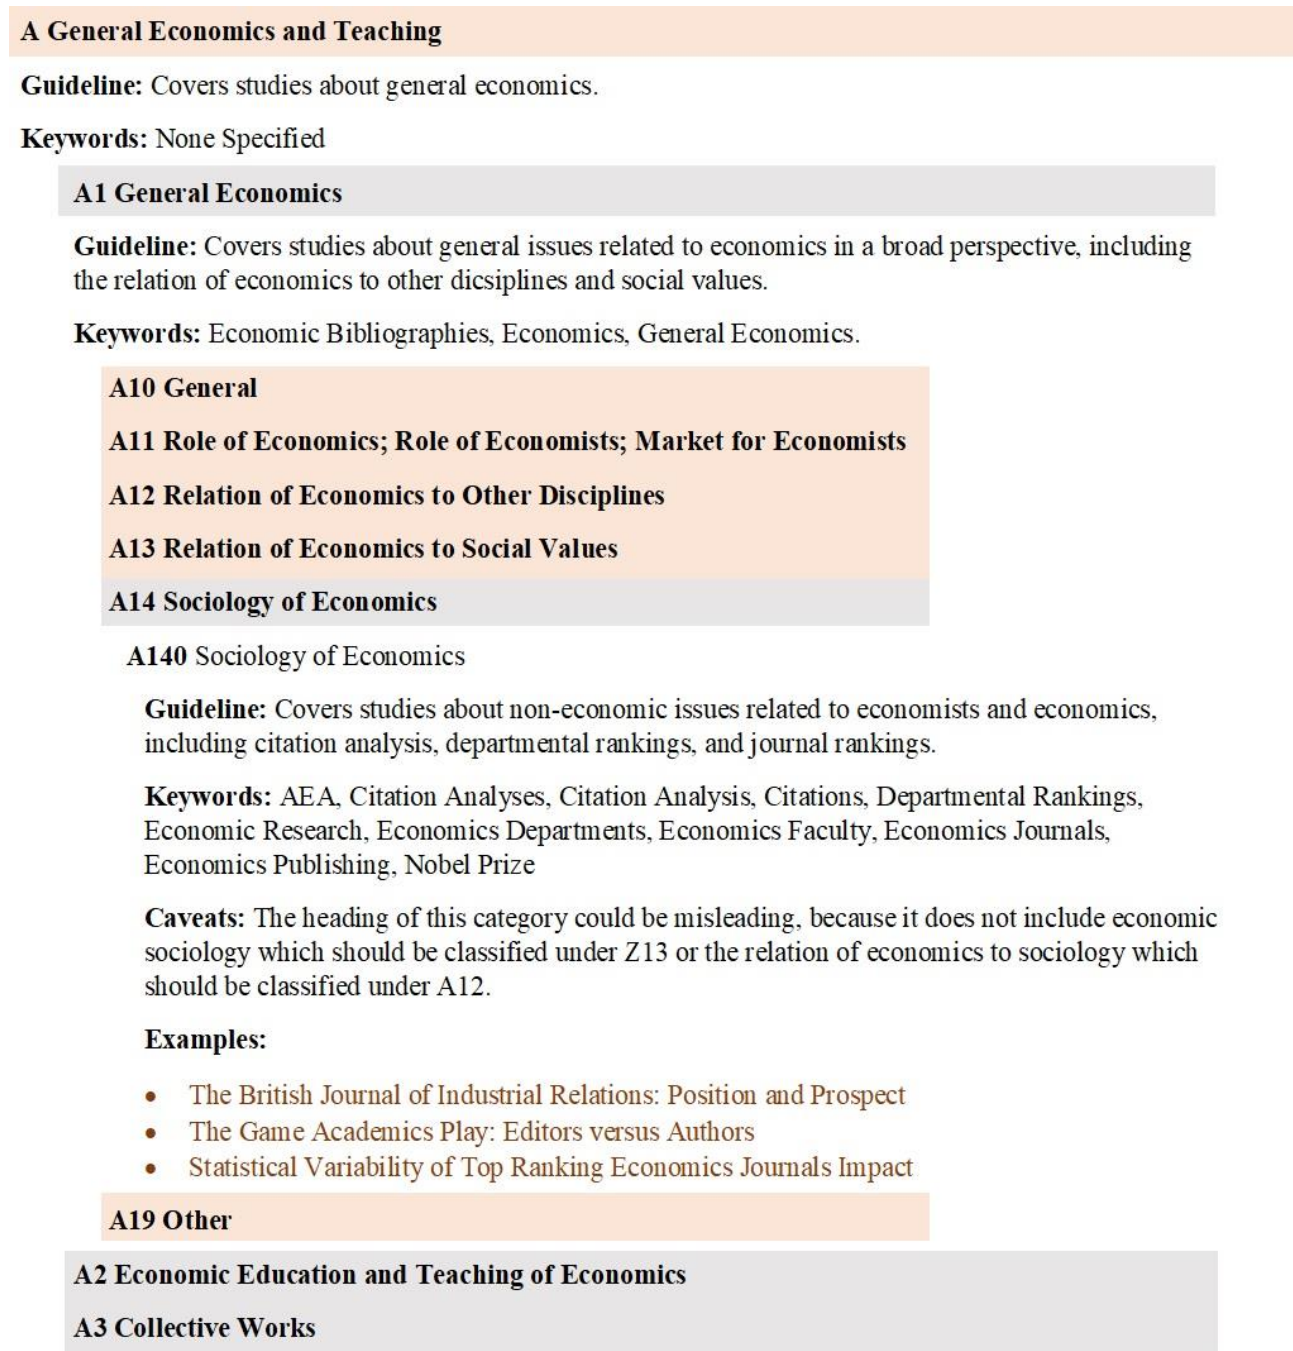 A General Economics and Teaching
Guideline: Covers studies about general economics.
Keywords: None Specified
A1 General Economics
Guideline: Covers studies about general issues related to economics in a broad perspective, including
the relation of economics to other dicsiplines and social values.
Keywords: Economic Bibliographies, Economics, General Economics.
A10 General
A11 Role of Economics; Role of Economists; Market for Economists
A12 Relation of Economics to Other Disciplines
A13 Relation of Economics to Social Values
A14 Sociology of Economics
A140 Sociology of Economics
Guideline: Covers studies about non-economic issues related to economists and economics,
including citation analysis, departmental rankings, and journal rankings.
Keywords: AEA, Citation Analyses, Citation Analysis, Citations, Departmental Rankings,
Economic Research, Economics Departments, Economics Faculty, Economics Journals,
Economics Publishing, Nobel Prize
Caveats: The heading of this category could be misleading, because it does not include economic
sociology which should be classified under Z13 or the relation of economics to sociology which
should be classified under A12.
Examples:
• The British Journal of Industrial Relations: Position and Prospect
• The Game Academics Play: Editors versus Authors
• Statistical Variability of Top Ranking Economics Journals Impact
A19 Other
A2 Economic Education and Teaching of Economics
A3 Collective Works